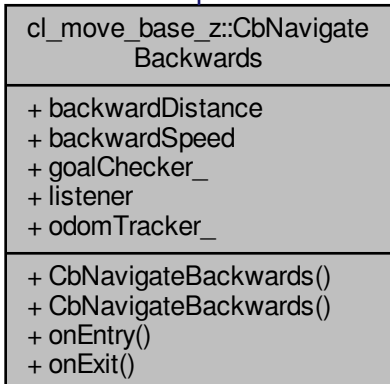 cl_move_base_z::CbNavigate
Backwards
+ backwardDistance
+ backwardSpeed
+ goalChecker_
+ listener
+ odomTracker_
+ CbNavigateBackwards()
+ CbNavigateBackwards()
+ onEntry()
+ onExit()